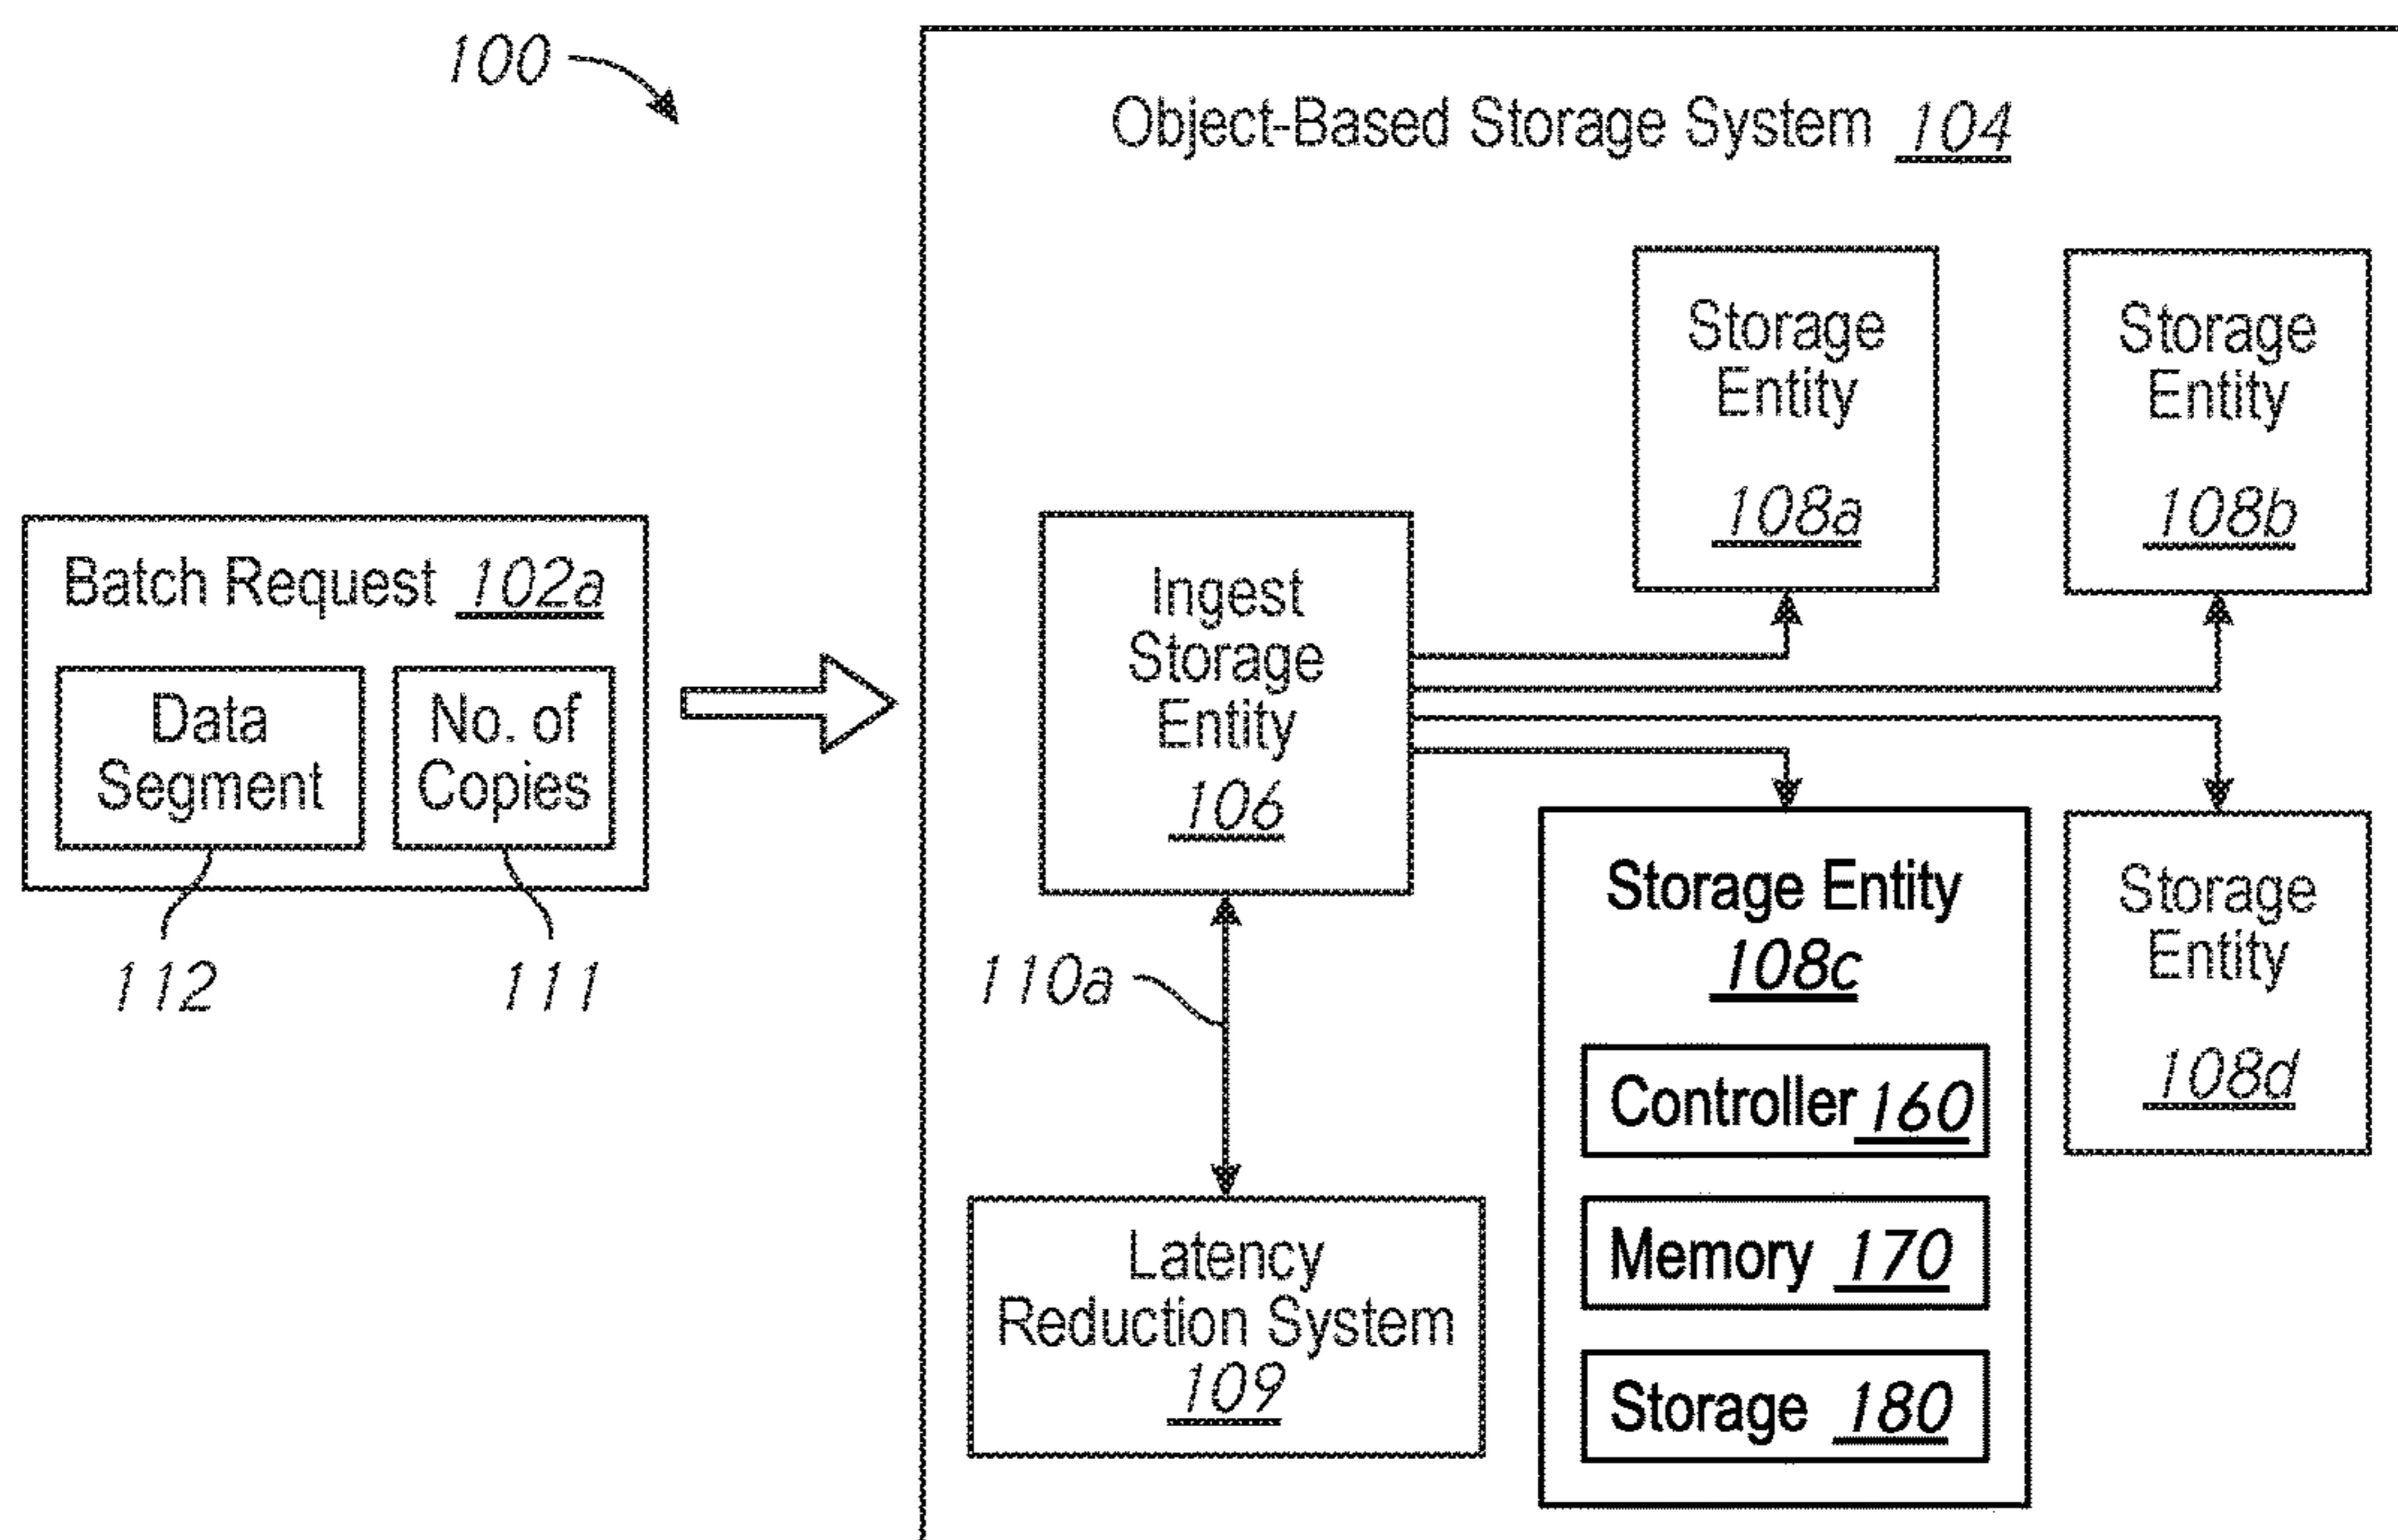 100
Object-Based Storage System 104
Batch Request 102a
Data
Segment
No. of
Copies
112
111
Ingest
Storage
Entity
106
Storage
Entity
108a
Storage
Entity
108b
110a
Latency
Reduction System
109
Storage Entity
108c
Controller 160
Memory 170
Storage 180
Storage
Entity
108d